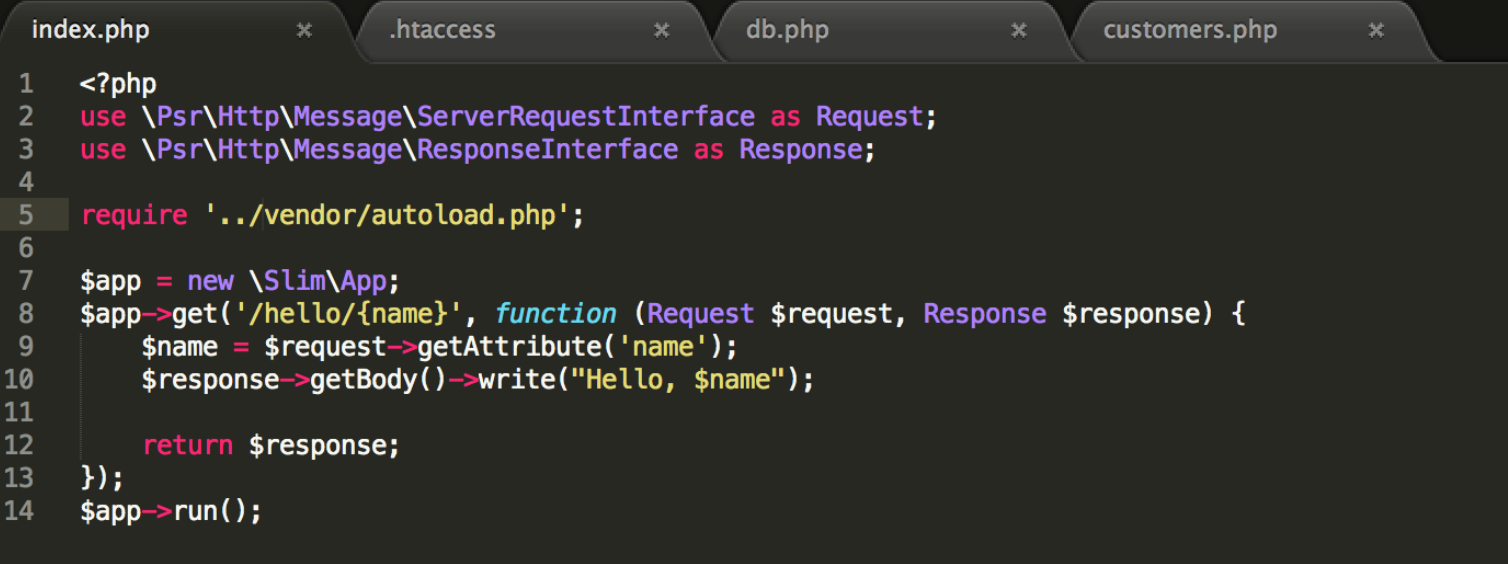 index.php × .htaccess × db.php × customers.php ×
1 <?php
2 use \Psr\Http\Message\ServerRequestInterface as Request;
3 use \Psr\Http\Message\ResponseInterface as Response;
4
5 require '../vendor/autoload.php';
6
7 $app = new \Slim\App;
8 $app->get('/hello/{name}', function (Request $request, Response $response) {
9     $name = $request->getAttribute('name');
10     $response->getBody()->write("Hello, $name");
11
12     return $response;
13 });
14 $app->run();